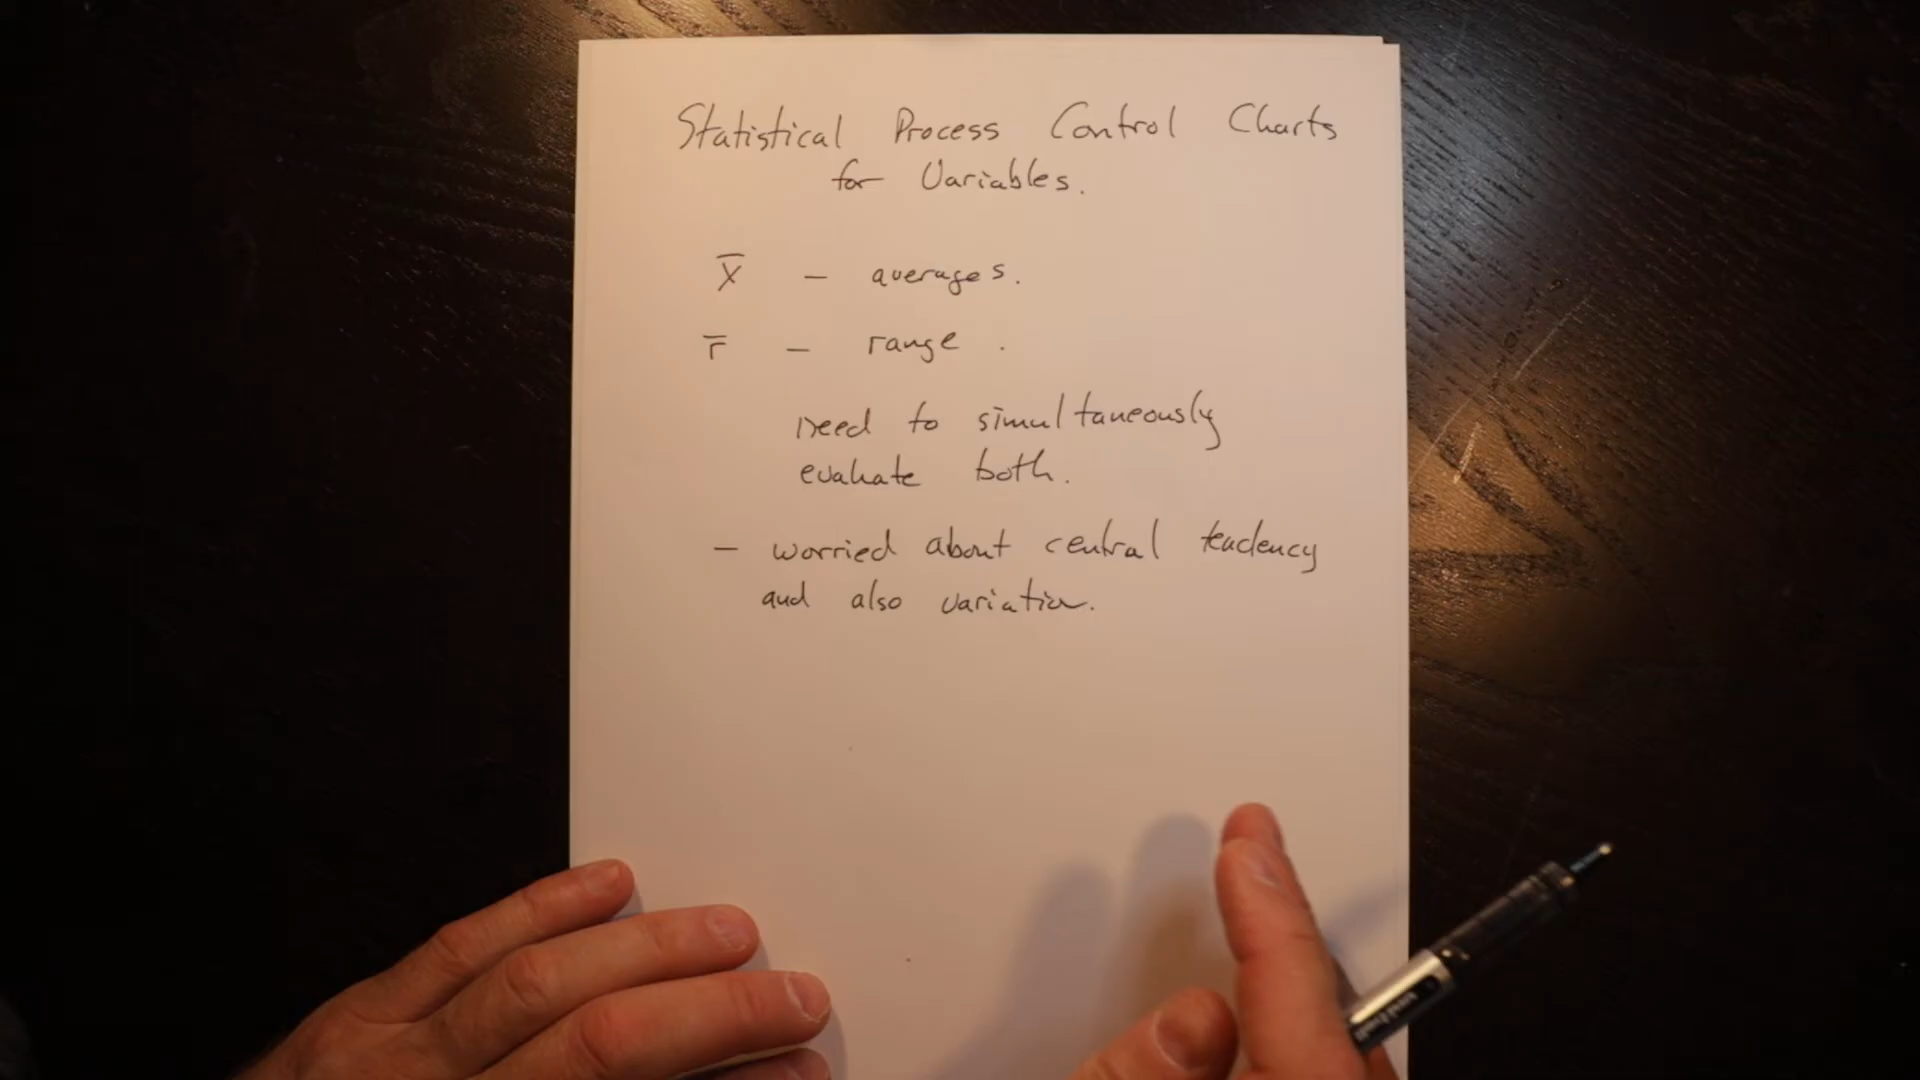 Statistical Process Control Charts
for Variables.
X̅ — averages.
r̅ — range .
need to simultaneously
evaluate both.
— worried about central tendency
and also variation.